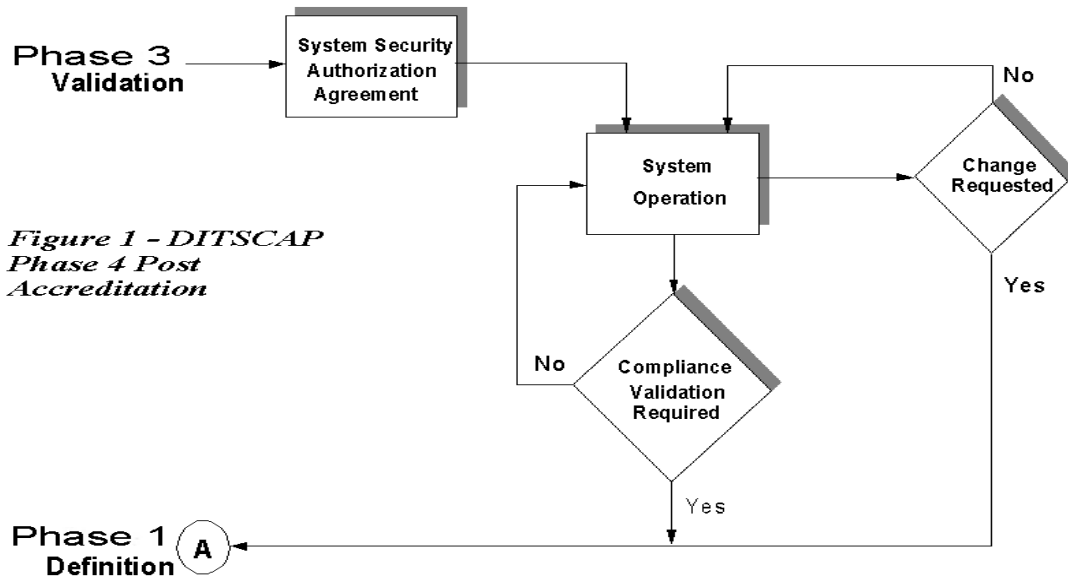 Phase 3
Validation
System Security
Authorization
Agreement
No
System
Operation
Change
Requested
Figure 1 - DITSCAP
Phase 4 Post
Accreditation
Yes
No
Compliance
Validation
Required
Yes
Phase 1
Definition
A